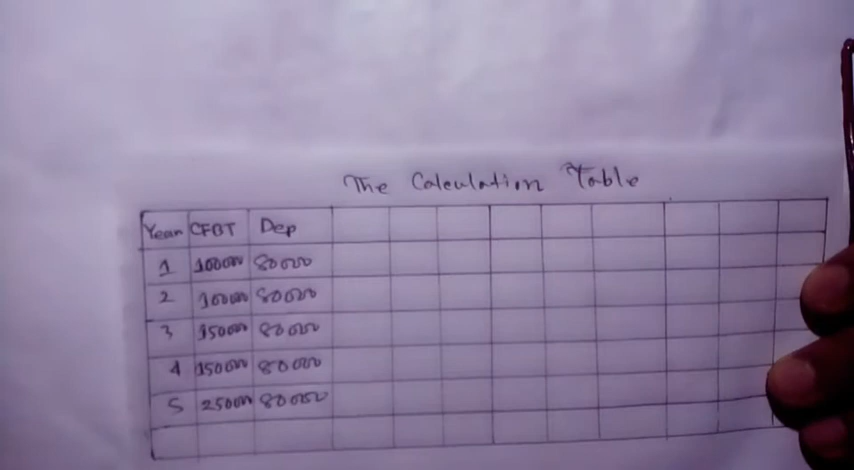 The Calculation Table
Year CFBT Dep
1 100000 80000
2 100000 80000
3 150000 80000
4 150000 80000
5 250000 80000